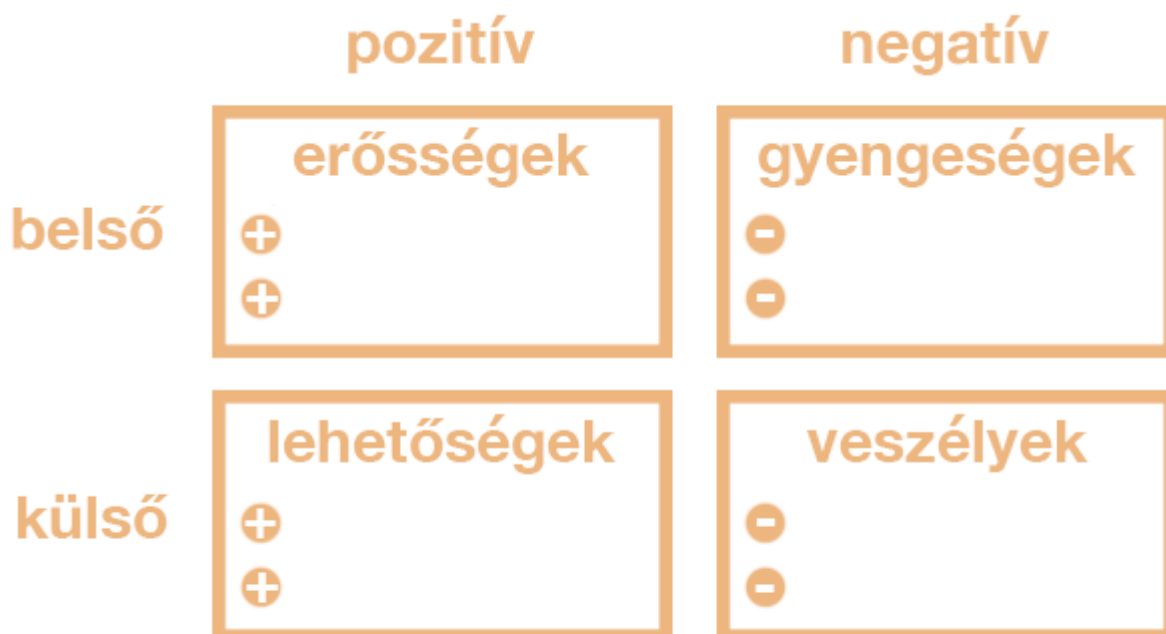 pozitív negatív
belső
erősségek
+
+
gyengeségek
-
-
külső
lehetőségek
+
+
veszélyek
-
-